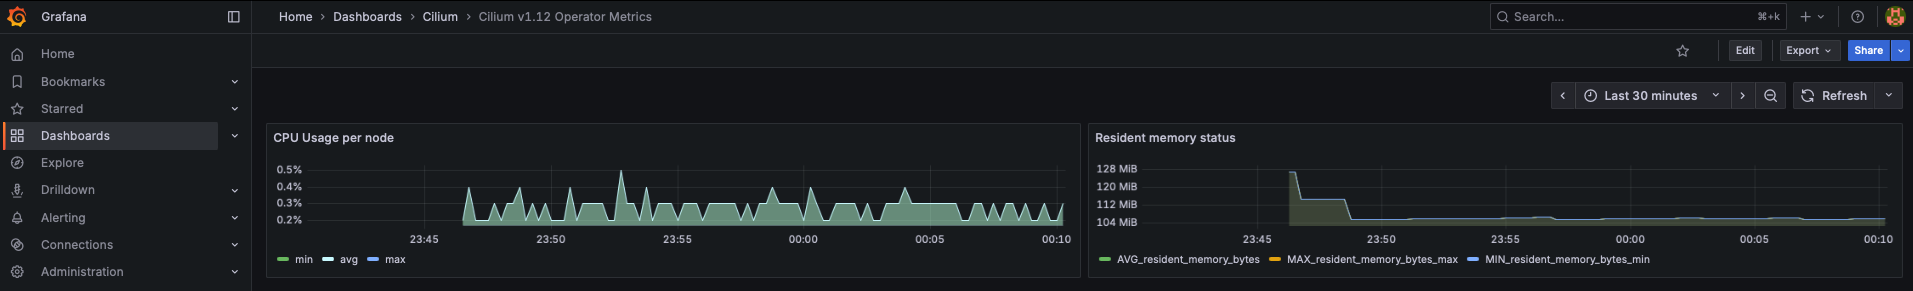 Grafana
Home > Dashboards > Cilium > Cilium v1.12 Operator Metrics
Search...
⌘+k
Home
Bookmarks
Starred
Dashboards
Explore
Drilldown
Alerting
Connections
Administration
Edit
Export
Share
Last 30 minutes
Refresh
CPU Usage per node
0.5%
0.4%
0.3%
0.2%
23:45 23:50 23:55 00:00 00:05 00:10
min avg max
Resident memory status
128 MiB
120 MiB
112 MiB
104 MiB
23:45 23:50 23:55 00:00 00:05 00:10
AVG_resident_memory_bytes MAX_resident_memory_bytes_max MIN_resident_memory_bytes_min